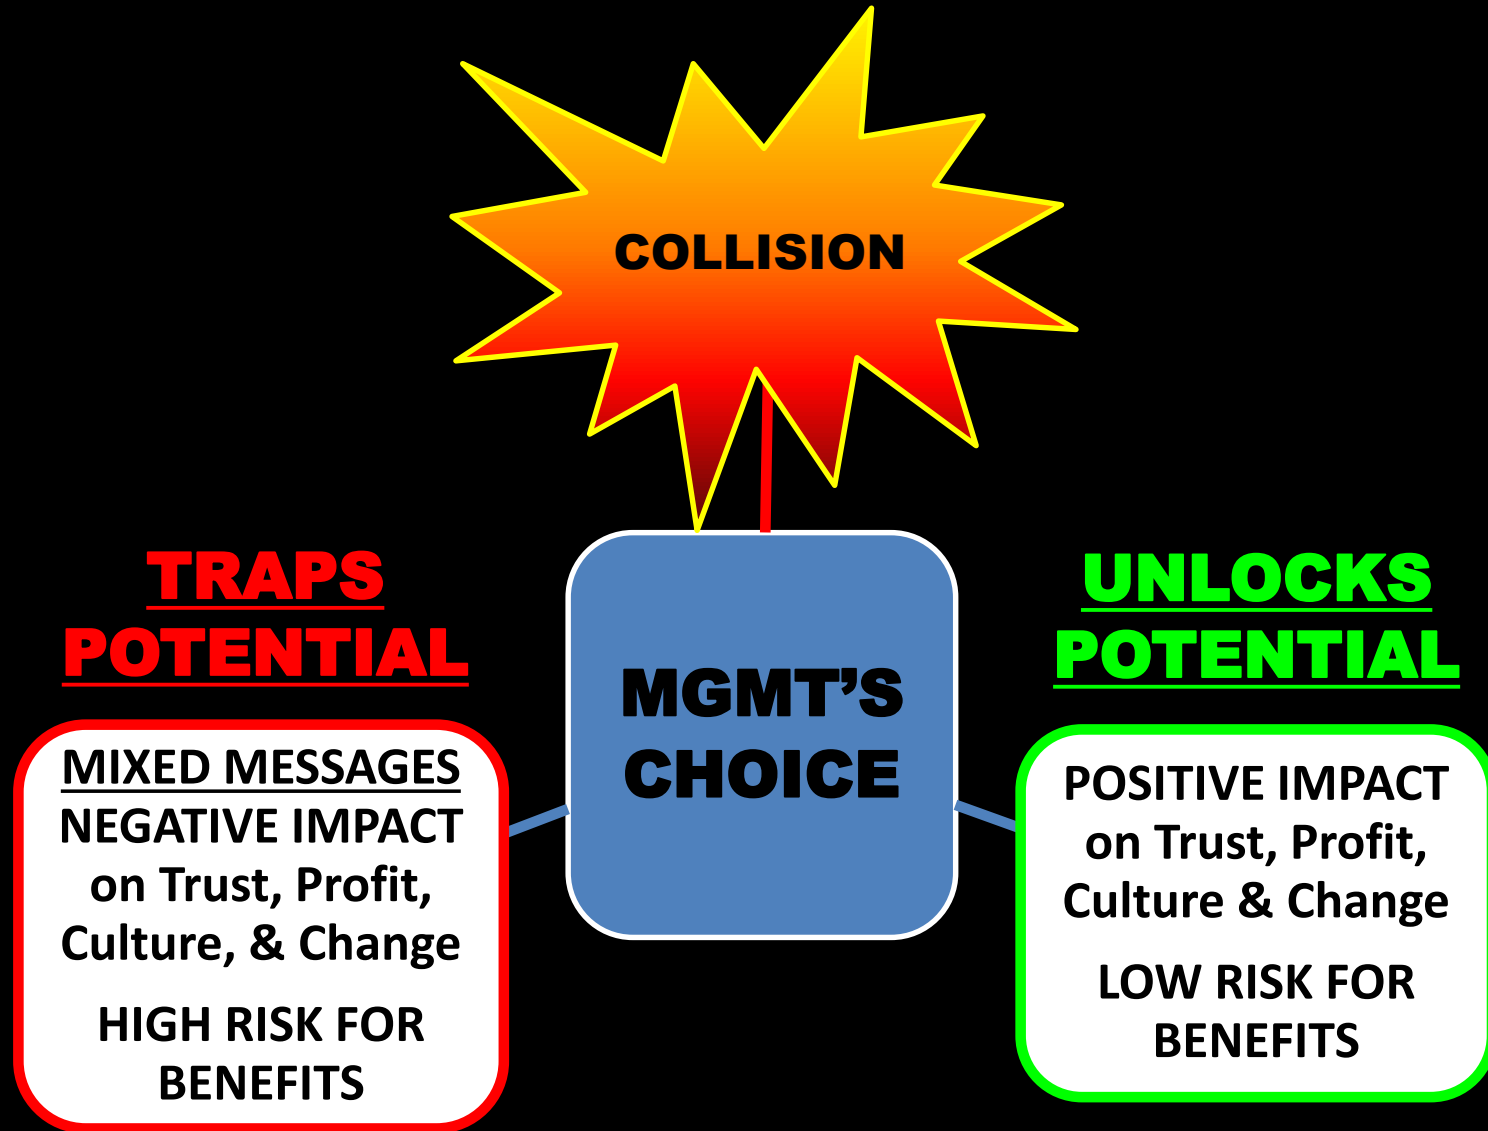 COLLISION
TRAPS
POTENTIAL
MIXED MESSAGES
NEGATIVE IMPACT
on Trust, Profit,
Culture, & Change
HIGH RISK FOR
BENEFITS
MGMT’S
CHOICE
UNLOCKS
POTENTIAL
POSITIVE IMPACT
on Trust, Profit,
Culture & Change
LOW RISK FOR
BENEFITS